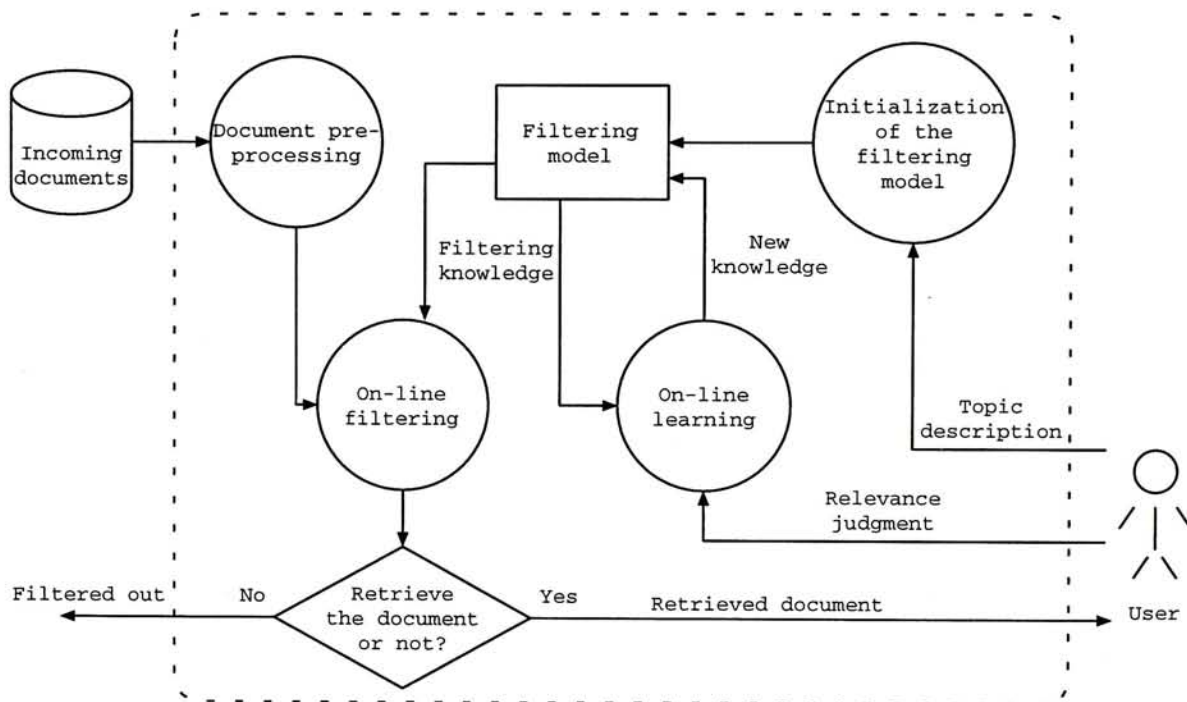 Incoming
documents
Document pre-
processing
Filtering
model
Initialization
of the
filtering
model
Filtering
knowledge
New
knowledge
On-line
filtering
On-line
learning
Topic
description
Relevance
judgment
Filtered out
No
Retrieve
the document
or not?
Yes
Retrieved document
User